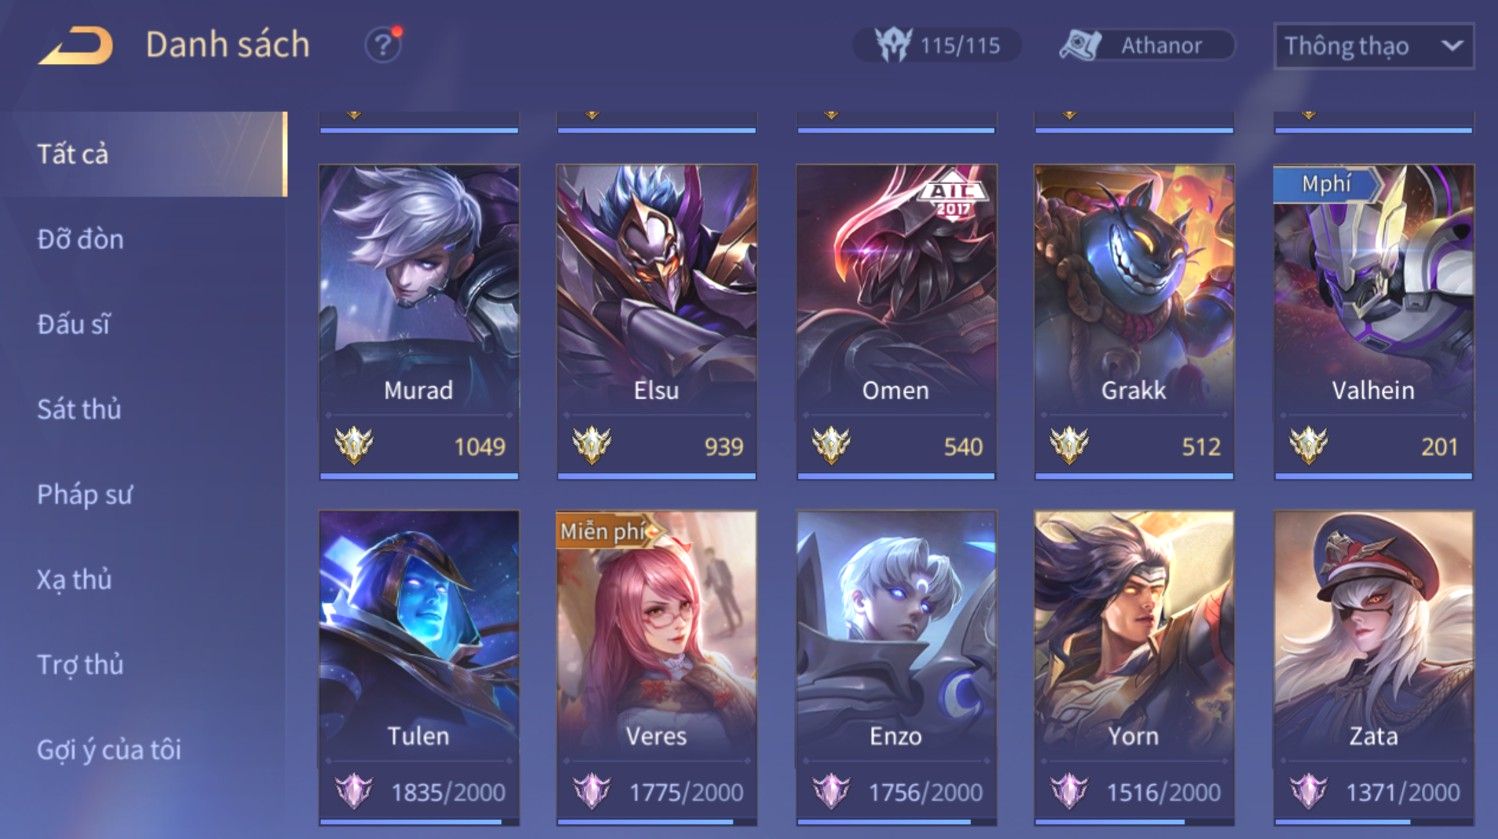 Danh sách
?
115/115
Athanor
Thông thạo
Tất cả
Đỡ đòn
Đấu sĩ
Sát thủ
Pháp sư
Xạ thủ
Trợ thủ
Gợi ý của tôi
Murad
1049
Elsu
939
AIC
2017
Omen
540
Grakk
512
Mphí
Valhein
201
Tulen
1835/2000
Miễn phí
Veres
1775/2000
Enzo
1756/2000
Yorn
1516/2000
Zata
1371/2000